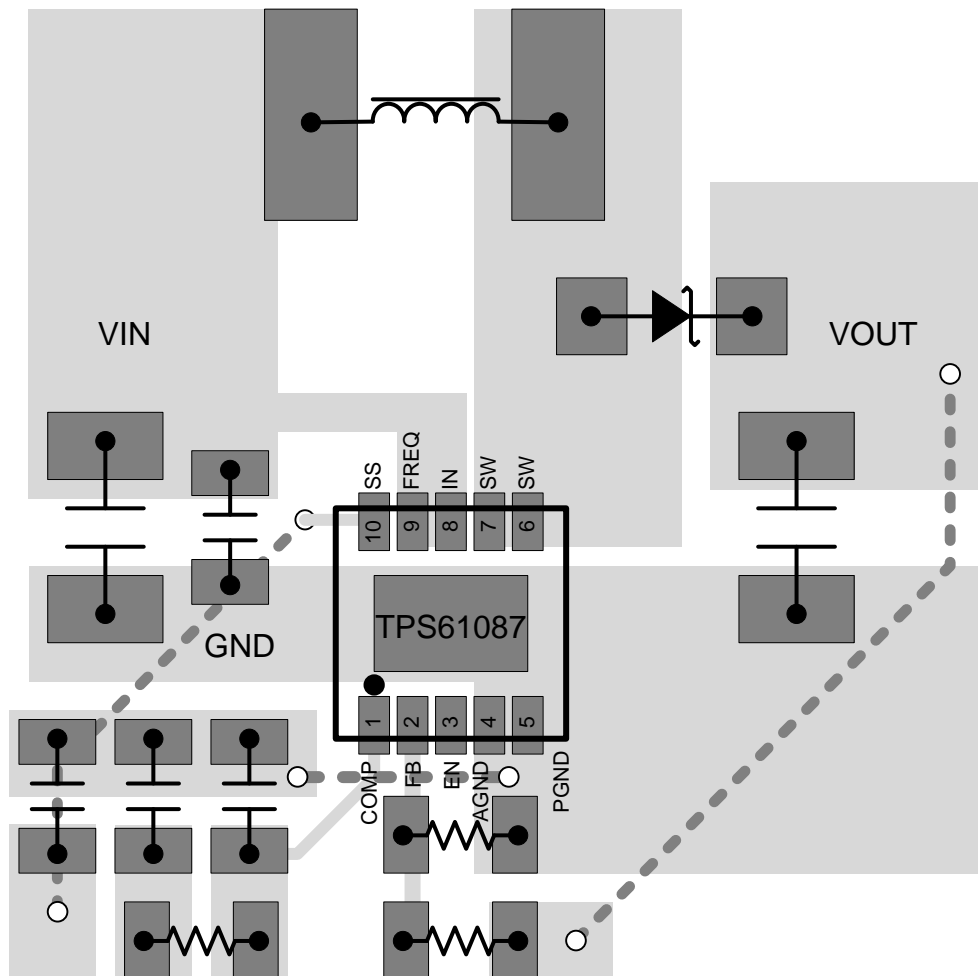 VIN
VOUT
SS
FREQ
IN
SW
SW
10
9
8
7
6
TPS61087
GND
1
2
3
4
5
COMP
FB
EN
AGND
PGND